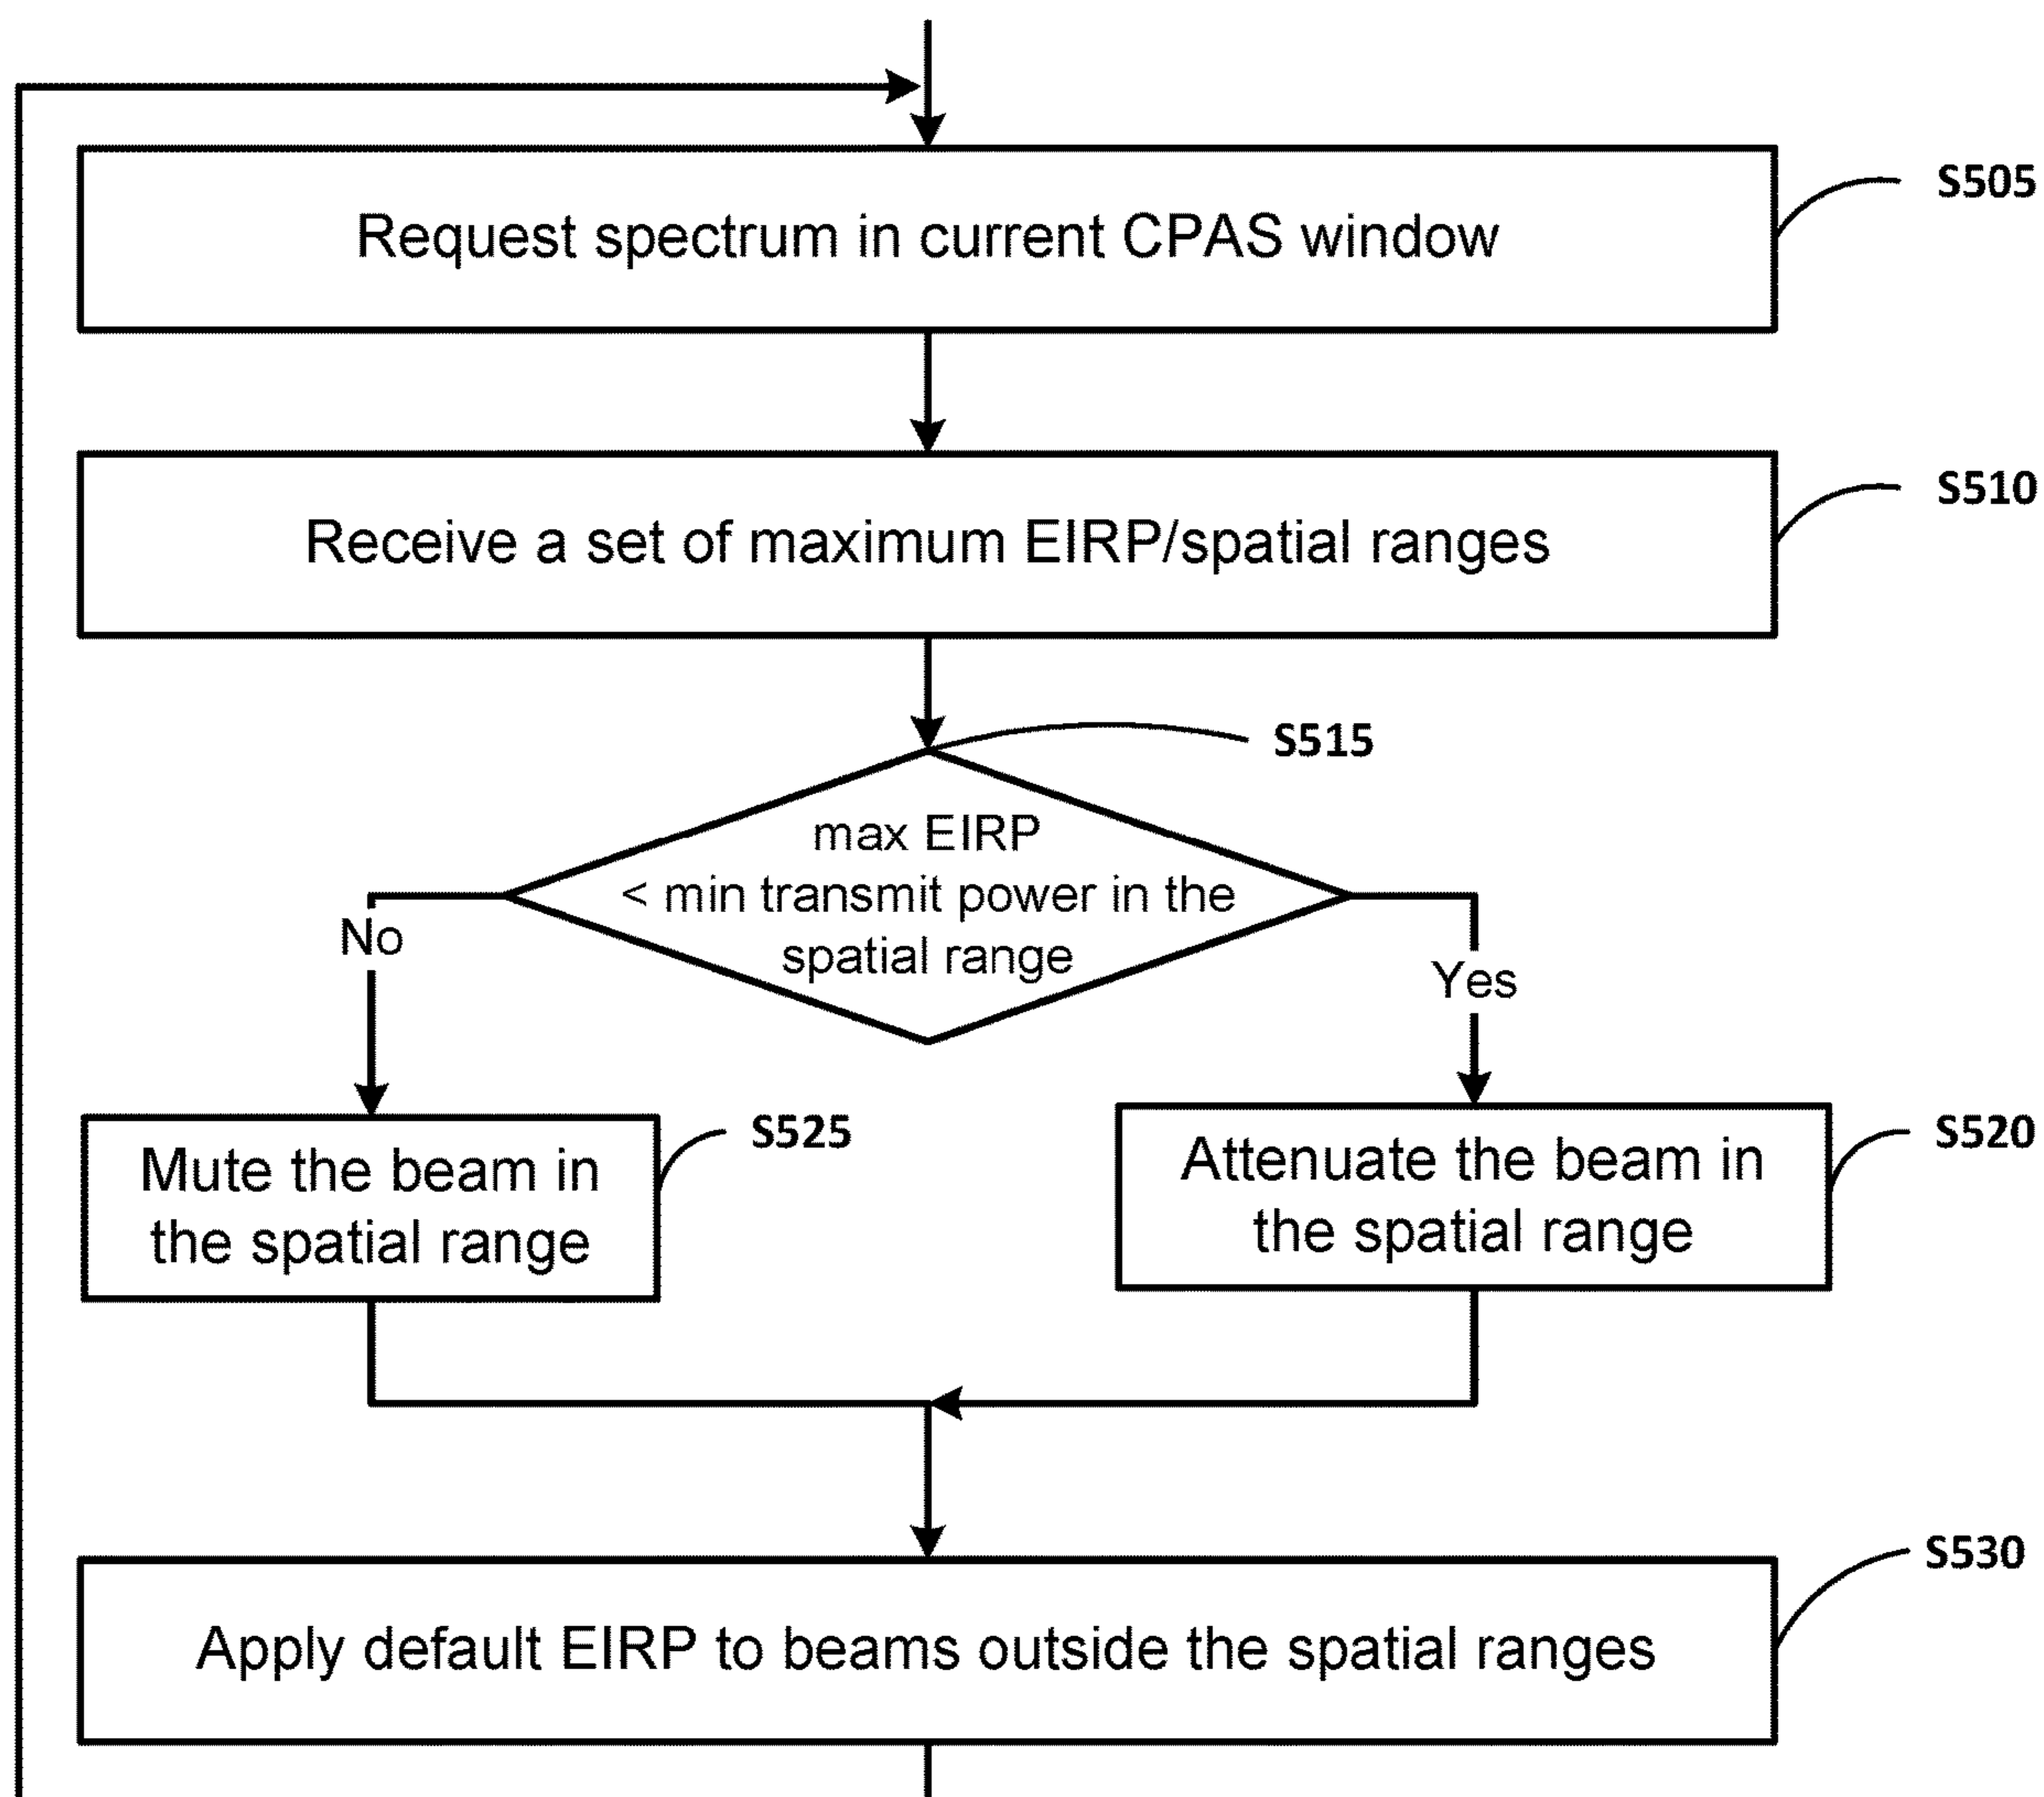 Request spectrum in current CPAS window
S505
Receive a set of maximum EIRP/spatial ranges
S510
S515
max EIRP
< min transmit power in the
spatial range
No
Yes
Mute the beam in
the spatial range
S525
Attenuate the beam in
the spatial range
S520
Apply default EIRP to beams outside the spatial ranges
S530